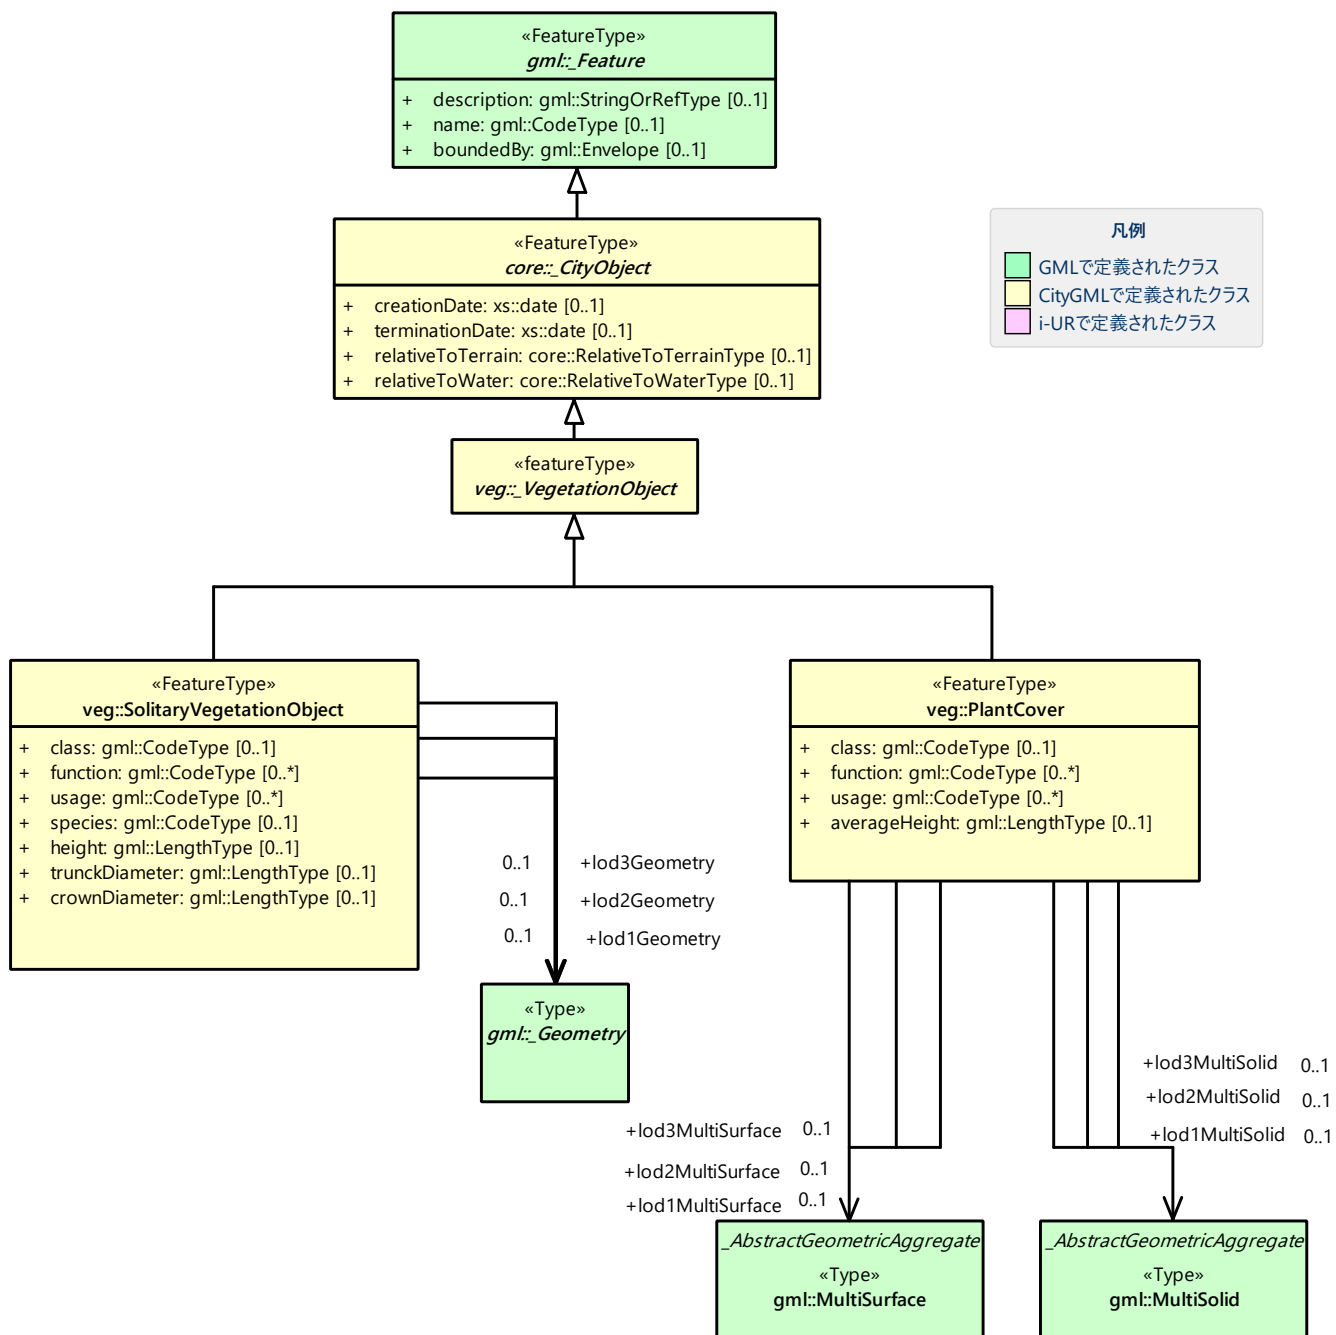 «FeatureType»
gml::_Feature
+ description: gml::StringOrRefType [0..1]
+ name: gml::CodeType [0..1]
+ boundedBy: gml::Envelope [0..1]
«FeatureType»
core::_CityObject
+ creationDate: xs::date [0..1]
+ terminationDate: xs::date [0..1]
+ relativeToTerrain: core::RelativeToTerrainType [0..1]
+ relativeToWater: core::RelativeToWaterType [0..1]
凡例
GMLで定義されたクラス
CityGMLで定義されたクラス
i-URで定義されたクラス
«featureType»
veg::_VegetationObject
«FeatureType»
veg::SolitaryVegetationObject
+ class: gml::CodeType [0..1]
+ function: gml::CodeType [0..*]
+ usage: gml::CodeType [0..*]
+ species: gml::CodeType [0..1]
+ height: gml::LengthType [0..1]
+ trunckDiameter: gml::LengthType [0..1]
+ crownDiameter: gml::LengthType [0..1]
«FeatureType»
veg::PlantCover
+ class: gml::CodeType [0..1]
+ function: gml::CodeType [0..*]
+ usage: gml::CodeType [0..*]
+ averageHeight: gml::LengthType [0..1]
0..1 +lod3Geometry
0..1 +lod2Geometry
0..1 +lod1Geometry
«Type»
gml::_Geometry
+lod3MultiSolid 0..1
+lod2MultiSolid 0..1
+lod1MultiSolid 0..1
+lod3MultiSurface 0..1
+lod2MultiSurface 0..1
+lod1MultiSurface 0..1
_AbstractGeometricAggregate
«Type»
gml::MultiSurface
_AbstractGeometricAggregate
«Type»
gml::MultiSolid